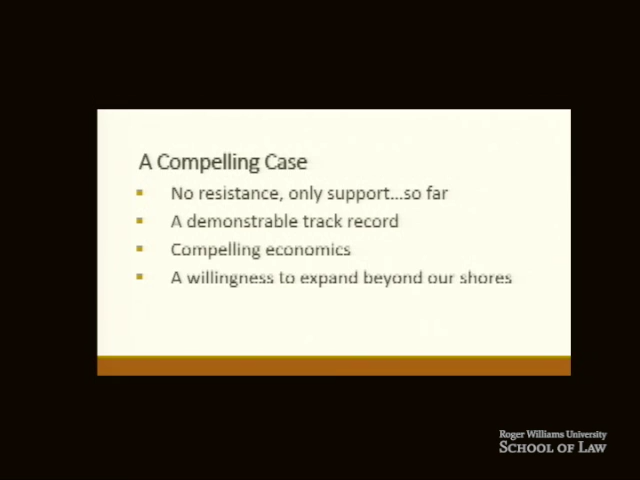 A Compelling Case
No resistance, only support...so far
A demonstrable track record
Compelling economics
A willingness to expand beyond our shores
Roger Williams University
SCHOOL OF LAW